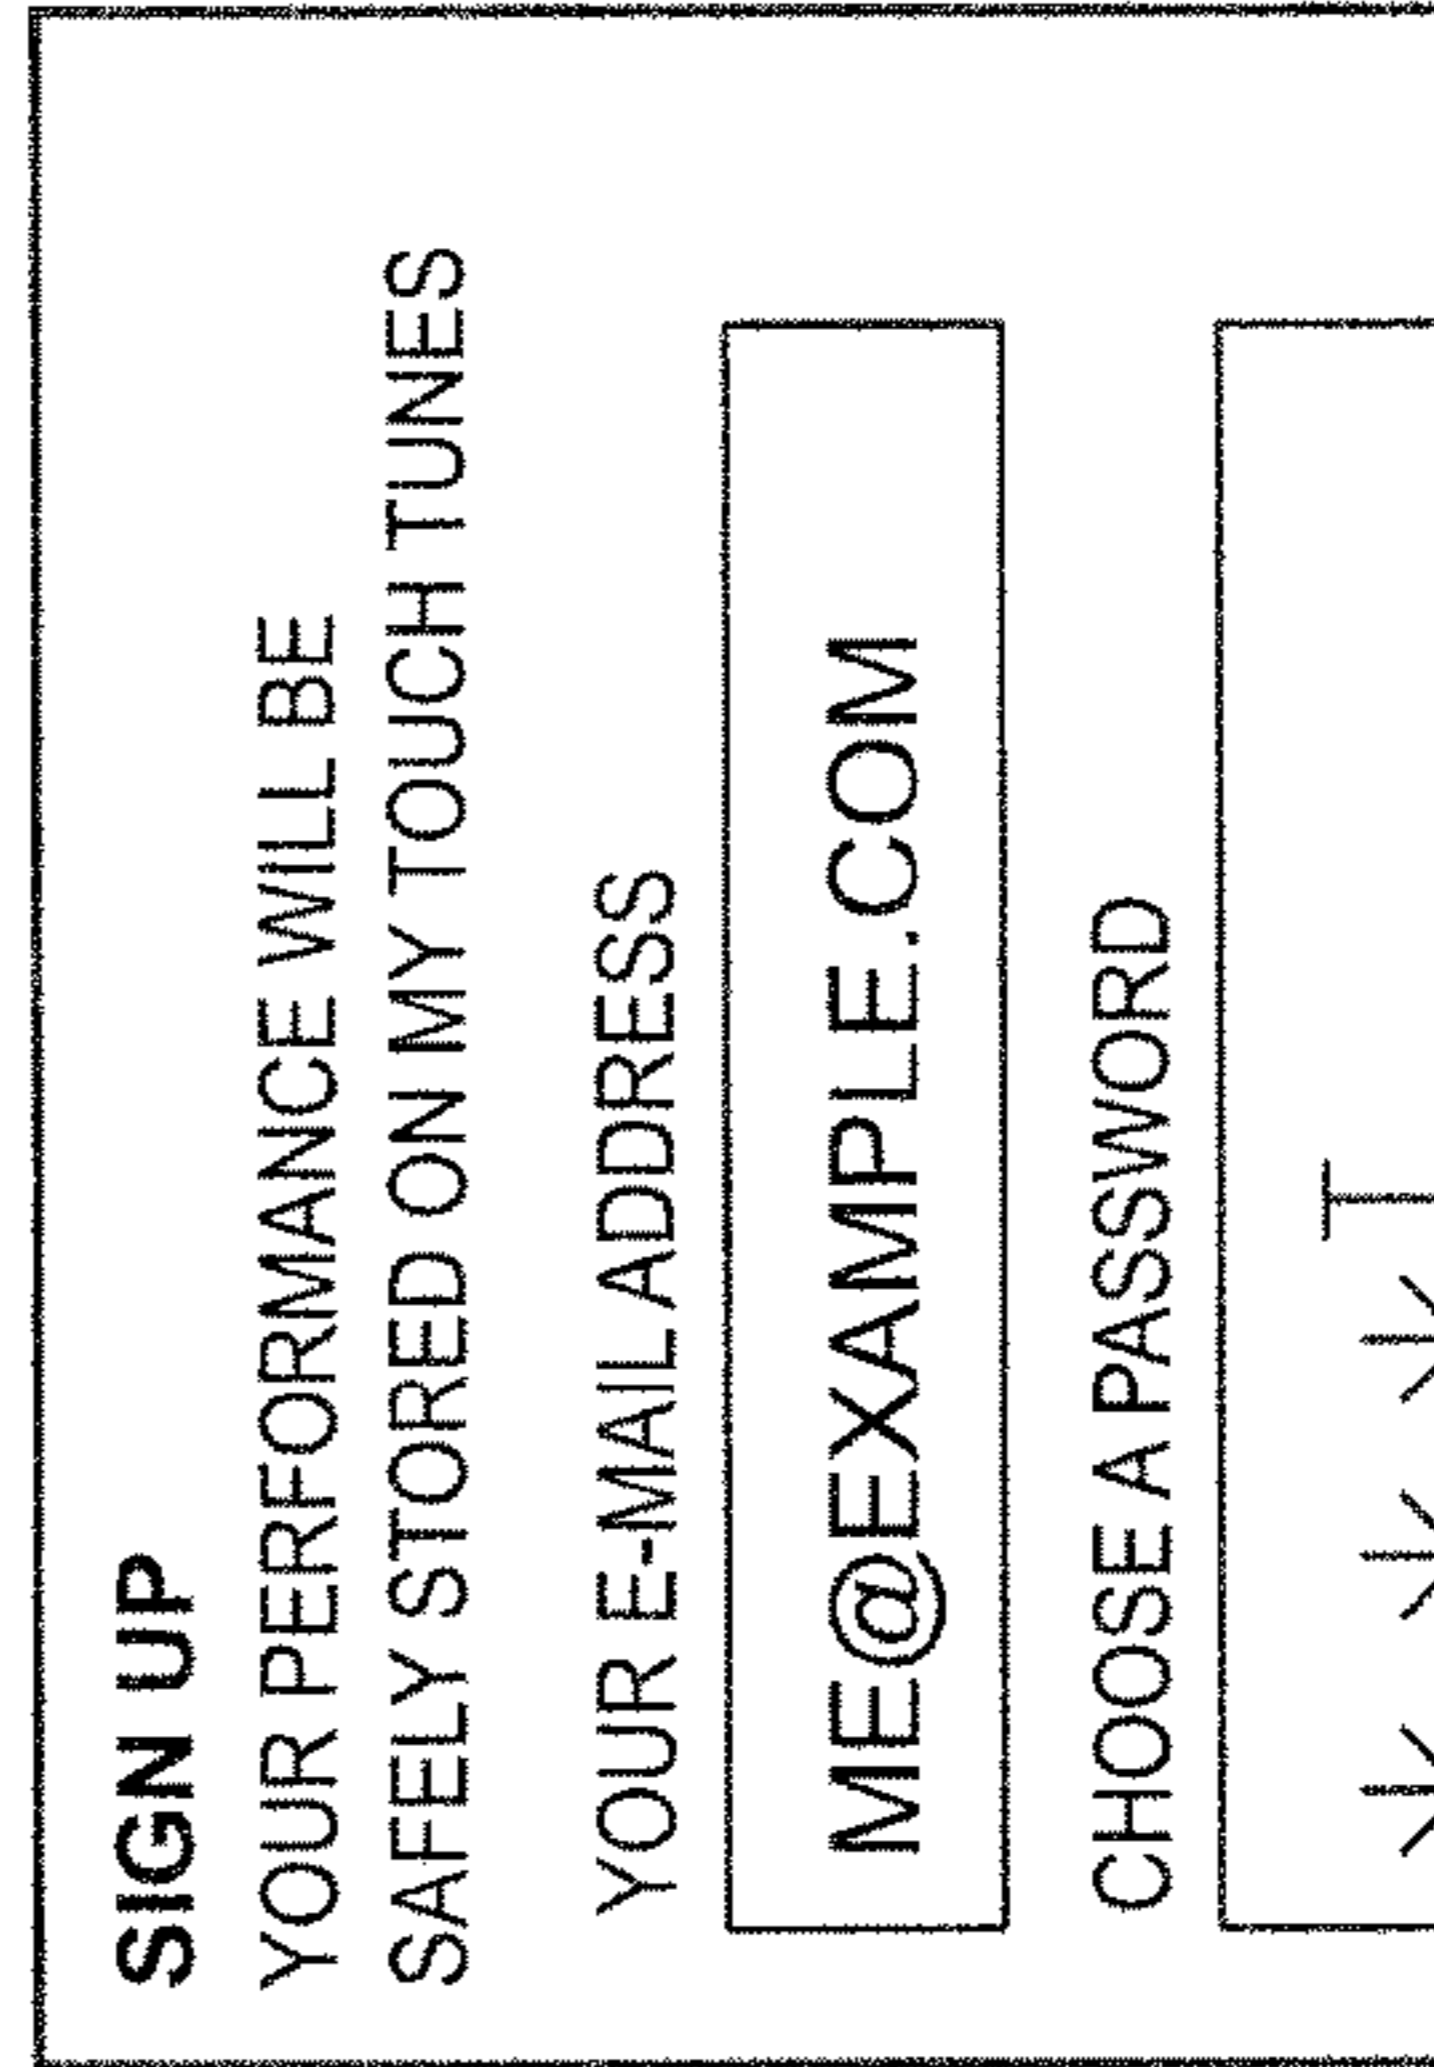 SIGN UP
YOUR PERFORMANCE WILL BE
SAFELY STORED ON MY TOUCH TUNES
YOUR E-MAIL ADDRESS
ME@EXAMPLE.COM
CHOOSE A PASSWORD
***